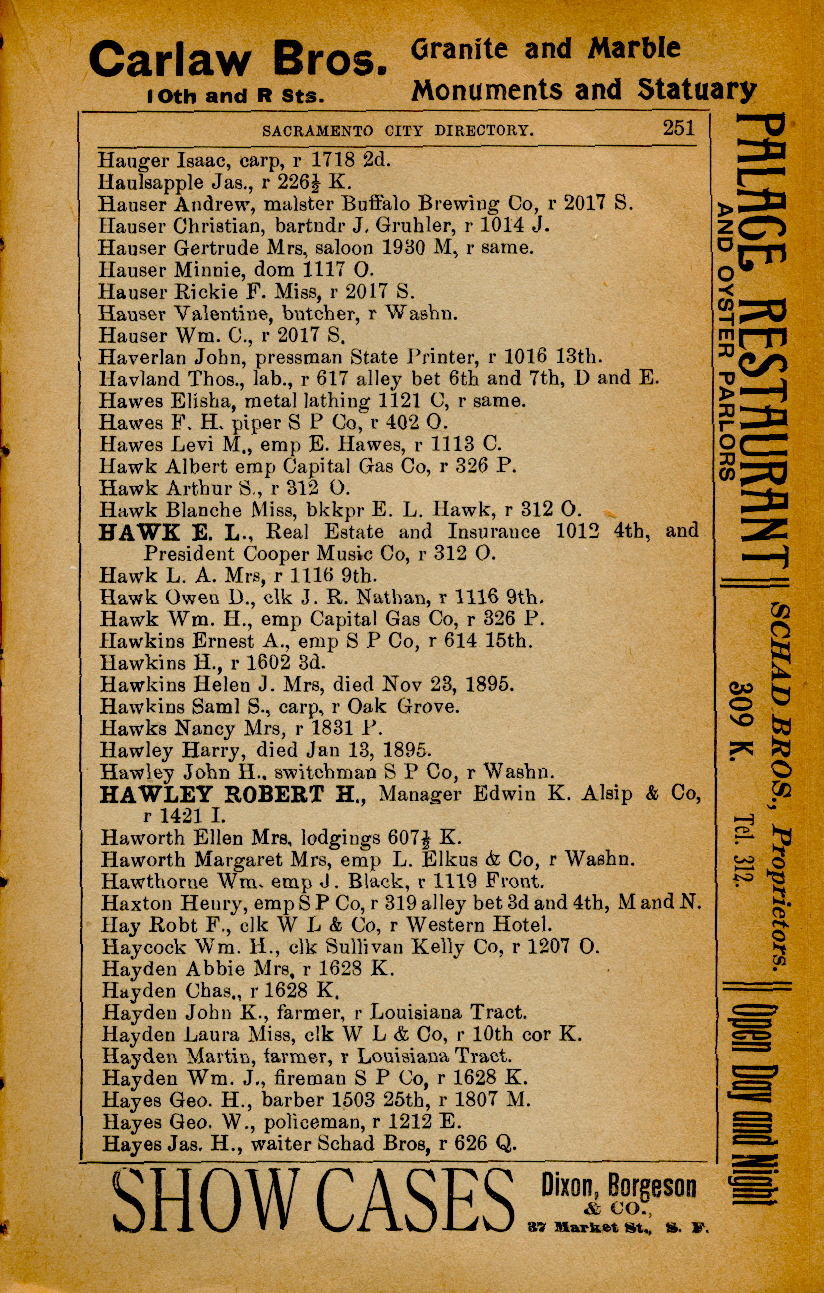 Carlaw Bros. Granite and Marble
10th and R Sts. Monuments and Statuary
SACRAMENTO CITY DIRECTORY. 251
Hauger Isaac, carp, r 1718 2d.
Haulsapple Jas., r 226½ K.
Hauser Andrew, malster Buffalo Brewing Co, r 2017 S.
Hauser Christian, bartndr J. Gruhler, r 1014 J.
Hauser Gertrude Mrs, saloon 1930 M, r same.
Hauser Minnie, dom 1117 O.
Hauser Rickie F. Miss, r 2017 S.
Hauser Valentine, butcher, r Washn.
Hauser Wm. C., r 2017 S.
Haverlan John, pressman State Printer, r 1016 13th.
Havland Thos., lab., r 617 alley bet 6th and 7th, D and E.
Hawes Elisha, metal lathing 1121 C, r same.
Hawes F. H. piper S P Co, r 402 O.
Hawes Levi M., emp E. Hawes, r 1113 C.
Hawk Albert emp Capital Gas Co, r 326 P.
Hawk Arthur S., r 312 O.
Hawk Blanche Miss, bkkpr E. L. Hawk, r 312 O.
HAWK E. L., Real Estate and Insurance 1012 4th, and
President Cooper Music Co, r 312 O.
Hawk L. A. Mrs, r 1116 9th.
Hawk Owen D., clk J. R. Nathan, r 1116 9th.
Hawk Wm. H., emp Capital Gas Co, r 326 P.
Hawkins Ernest A., emp S P Co, r 614 15th.
Hawkins H., r 1602 3d.
Hawkins Helen J. Mrs, died Nov 23, 1895.
Hawkins Saml S., carp, r Oak Grove.
Hawks Nancy Mrs, r 1831 P.
Hawley Harry, died Jan 13, 1895.
Hawley John H., switchman S P Co, r Washn.
HAWLEY ROBERT H., Manager Edwin K. Alsip & Co,
r 1421 I.
Haworth Ellen Mrs, lodgings 607½ K.
Haworth Margaret Mrs, emp L. Elkus & Co, r Washn.
Hawthorne Wm. emp J. Black, r 1119 Front.
Haxton Henry, emp S P Co, r 319 alley bet 3d and 4th, M and N.
Hay Robt F., clk W L & Co, r Western Hotel.
Haycock Wm. H., clk Sullivan Kelly Co, r 1207 O.
Hayden Abbie Mrs, r 1628 K.
Hayden Chas., r 1628 K.
Hayden John K., farmer, r Louisiana Tract.
Hayden Laura Miss, clk W L & Co, r 10th cor K.
Hayden Martin, farmer, r Louisiana Tract.
Hayden Wm. J., fireman S P Co, r 1628 K.
Hayes Geo. H., barber 1503 25th, r 1807 M.
Hayes Geo. W., policeman, r 1212 E.
Hayes Jas. H., waiter Schad Bros, r 626 Q.
PALACE RESTAURANT
AND OYSTER PARLORS
SCHAD BROS., Proprietors.
309 K. Tel. 312.
Open Day and Night
SHOW CASES Dixon, Borgeson
& CO.,
37 Market St., S. F.